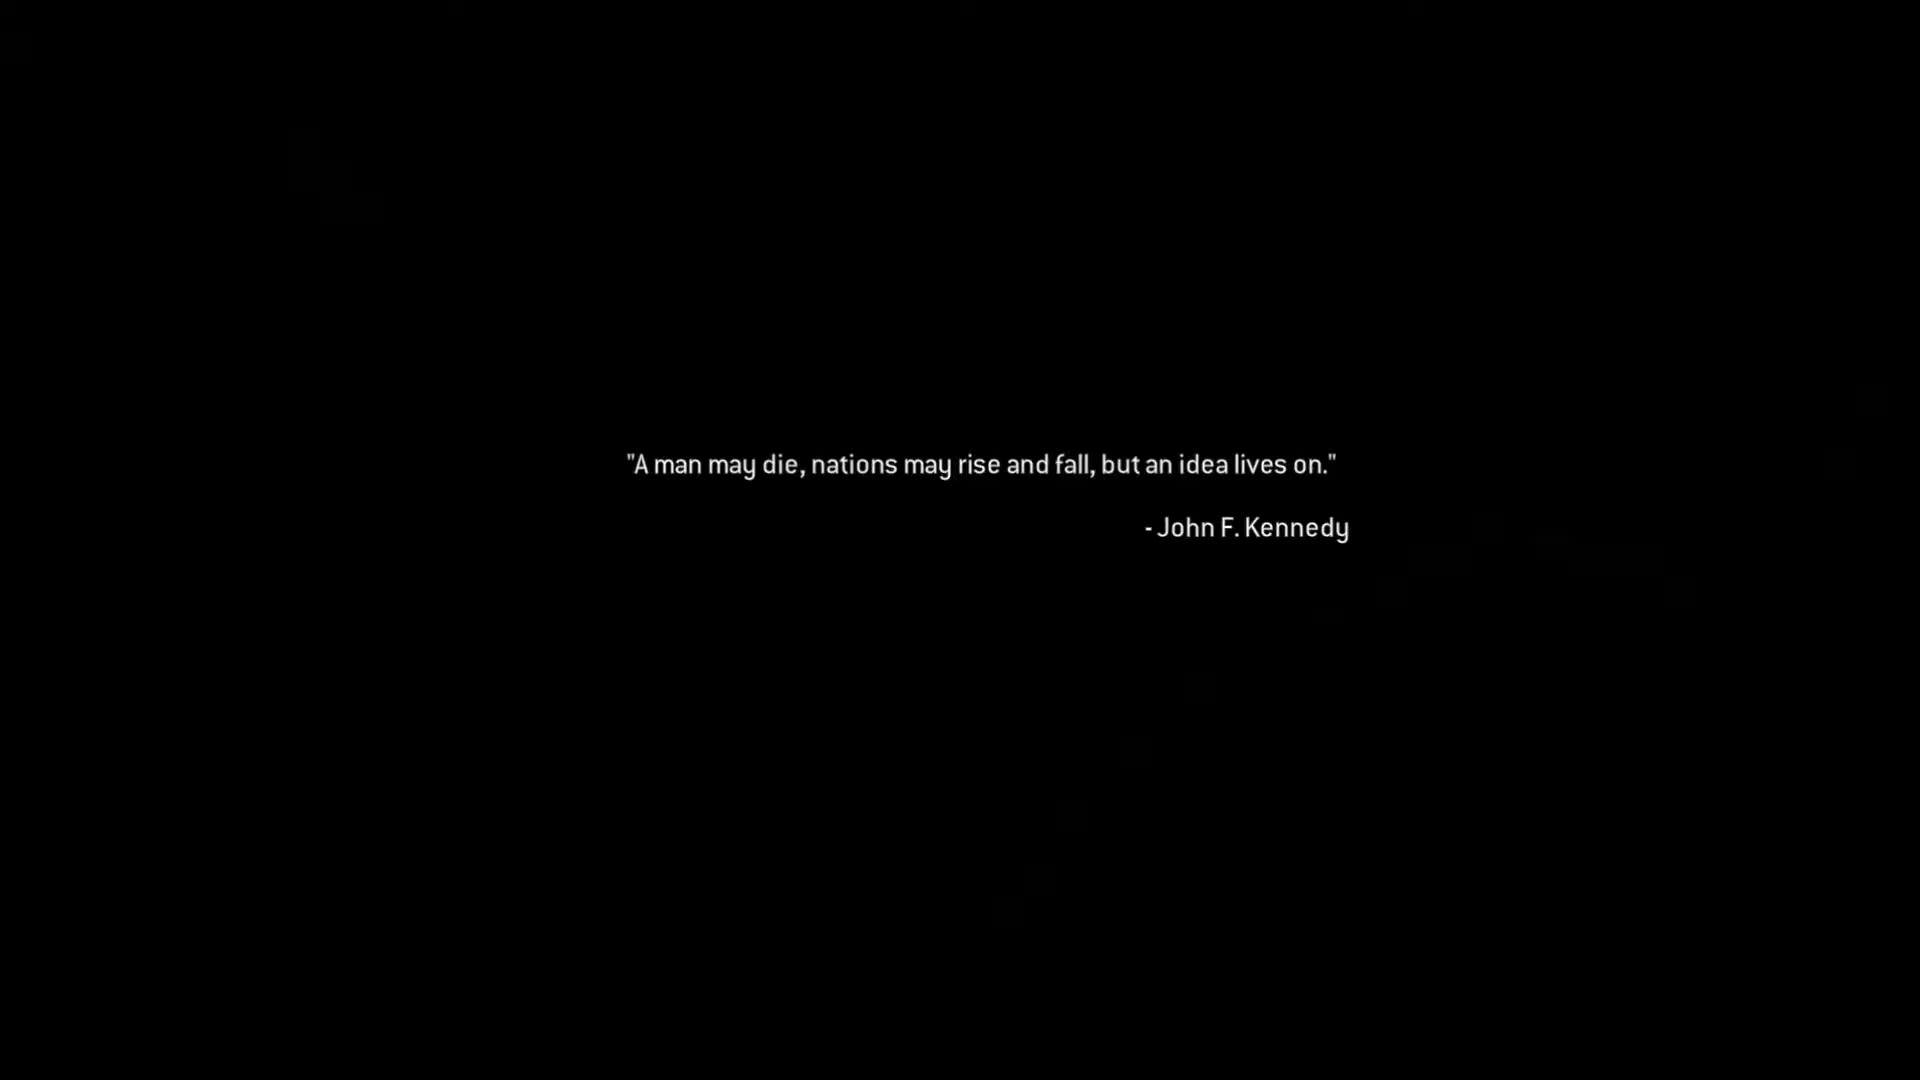 "A man may die, nations may rise and fall, but an idea lives on."
- John F. Kennedy